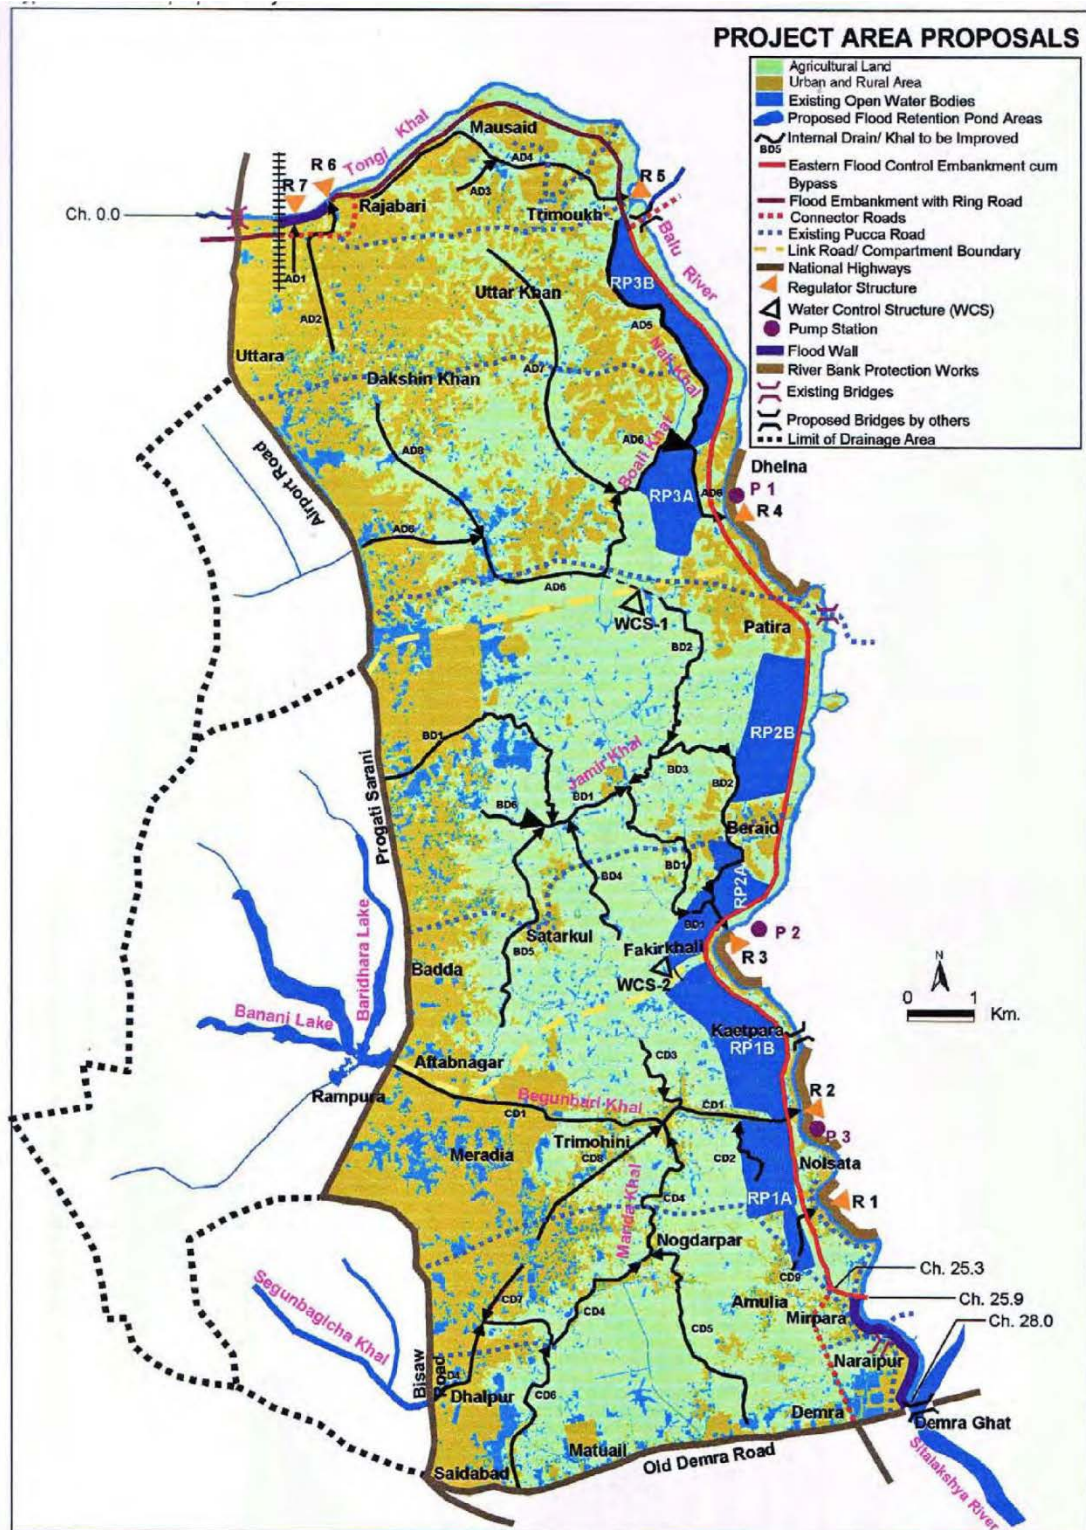 PROJECT AREA PROPOSALS
Agricultural Land
Urban and Rural Area
Existing Open Water Bodies
Proposed Flood Retention Pond Areas
Internal Drain/ Khal to be Improved
BD5
Eastern Flood Control Embankment cum
Bypass
Flood Embankment with Ring Road
Connector Roads
Existing Pucca Road
Link Road/ Compartment Boundary
National Highways
Regulator Structure
Water Control Structure (WCS)
Pump Station
Flood Wall
River Bank Protection Works
Existing Bridges
Proposed Bridges by others
Limit of Drainage Area
Tongi Khal
Mausaid
AD4
AD3
R 6
R 7
R 5
Rajabari
Trimoukh
Ch. 0.0
Balu River
AD1
AD2
RP3B
Uttar Khan
AD5
Nali Khal
Uttara
Dakshin Khan
AD7
AD8
AD6
Boali Khal
Dhelna
P 1
RP3A
AD6
R 4
Airport Road
AD6
AD6
WCS-1
Patira
BD2
RP2B
BD1
Jamir Khal
BD3
BD2
BD6
BD1
Beraid
Progati Sarani
BD1
BD4
RP2A
BD1
P 2
Satarkul
Fakirkhali
R 3
BD5
WCS-2
Badda
Baridhara Lake
Banani Lake
N
0 1
Km.
Kaetpara
RP1B
CD3
Aftabnagar
Rampura
Begunbari Khal
R 2
CD1
CD1
Trimohini
P 3
Meradia
CD8
CD2
Nolsata
CD4
RP1A
R 1
Manda Khal
Nogdarpar
CD9
Ch. 25.3
Segunbagicha Khal
CD7
Amulia
Ch. 25.9
Mirpara
Ch. 28.0
CD4
CD5
Naraipur
Bisaw
Road
CD4
Dhalpur
CD6
Demra
Demra Ghat
Matuail
Old Demra Road
Saidabad
Sitalakshya River